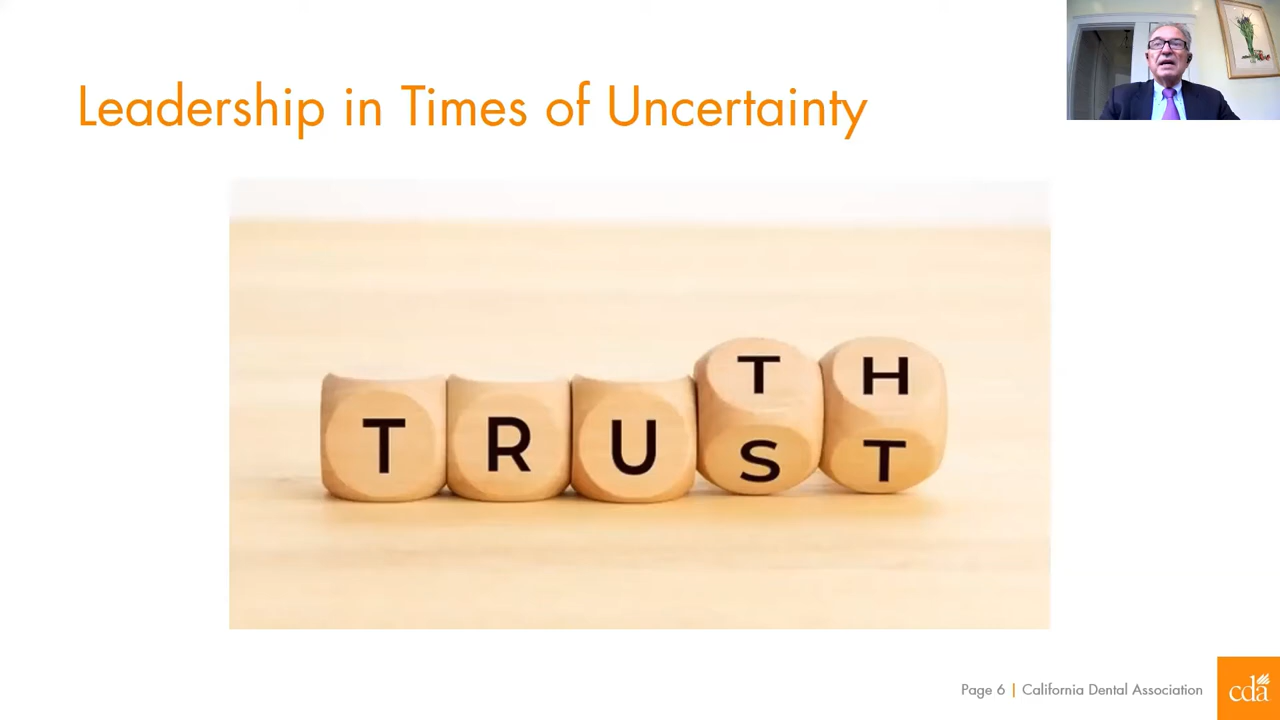 Leadership in Times of Uncertainty
T H
T R U S T
Page 6 | California Dental Association
cda